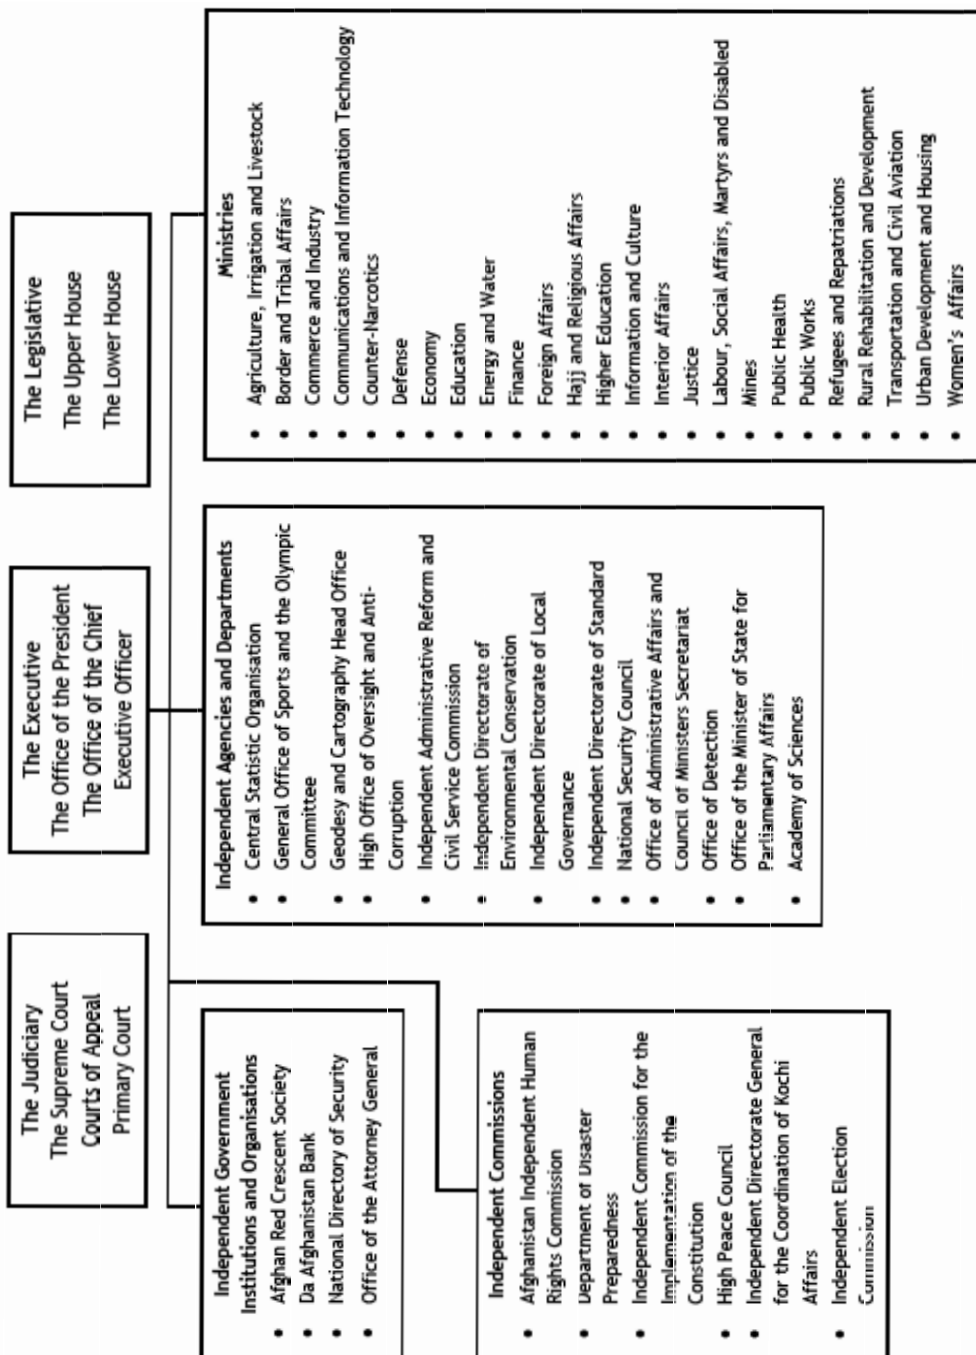 The Judiciary
The Supreme Court
Courts of Appeal
Primary Court
The Executive
The Office of the President
The Office of the Chief
Executive Officer
The Legislative
The Upper House
The Lower House
Independent Government
Institutions and Organisations
• Afghan Red Crescent Society
• Da Afghanistan Bank
• National Directory of Security
• Office of the Attorney General
Independent Commissions
• Afghanistan Independent Human
Rights Commission
• Department of Disaster
Preparedness
• Independent Commission for the
Implementation of the
Constitution
• High Peace Council
• Independent Directorate General
for the Coordination of Kochi
Affairs
• Independent Election
Commission
Independent Agencies and Departments
• Central Statistic Organisation
• General Office of Sports and the Olympic
Committee
• Geodesy and Cartography Head Office
• High Office of Oversight and Anti-
Corruption
• Independent Administrative Reform and
Civil Service Commission
• Independent Directorate of
Environmental Conservation
• Independent Directorate of Local
Governance
• Independent Directorate of Standard
• National Security Council
• Office of Administrative Affairs and
Council of Ministers Secretariat
• Office of Detection
• Office of the Minister of State for
Parliamentary Affairs
• Academy of Sciences
Ministries
• Agriculture, Irrigation and Livestock
• Border and Tribal Affairs
• Commerce and Industry
• Communications and Information Technology
• Counter-Narcotics
• Defense
• Economy
• Education
• Energy and Water
• Finance
• Foreign Affairs
• Hajj and Religious Affairs
• Higher Education
• Information and Culture
• Interior Affairs
• Justice
• Labour, Social Affairs, Martyrs and Disabled
• Mines
• Public Health
• Public Works
• Refugees and Repatriations
• Rural Rehabilitation and Development
• Transportation and Civil Aviation
• Urban Development and Housing
• Women's Affairs